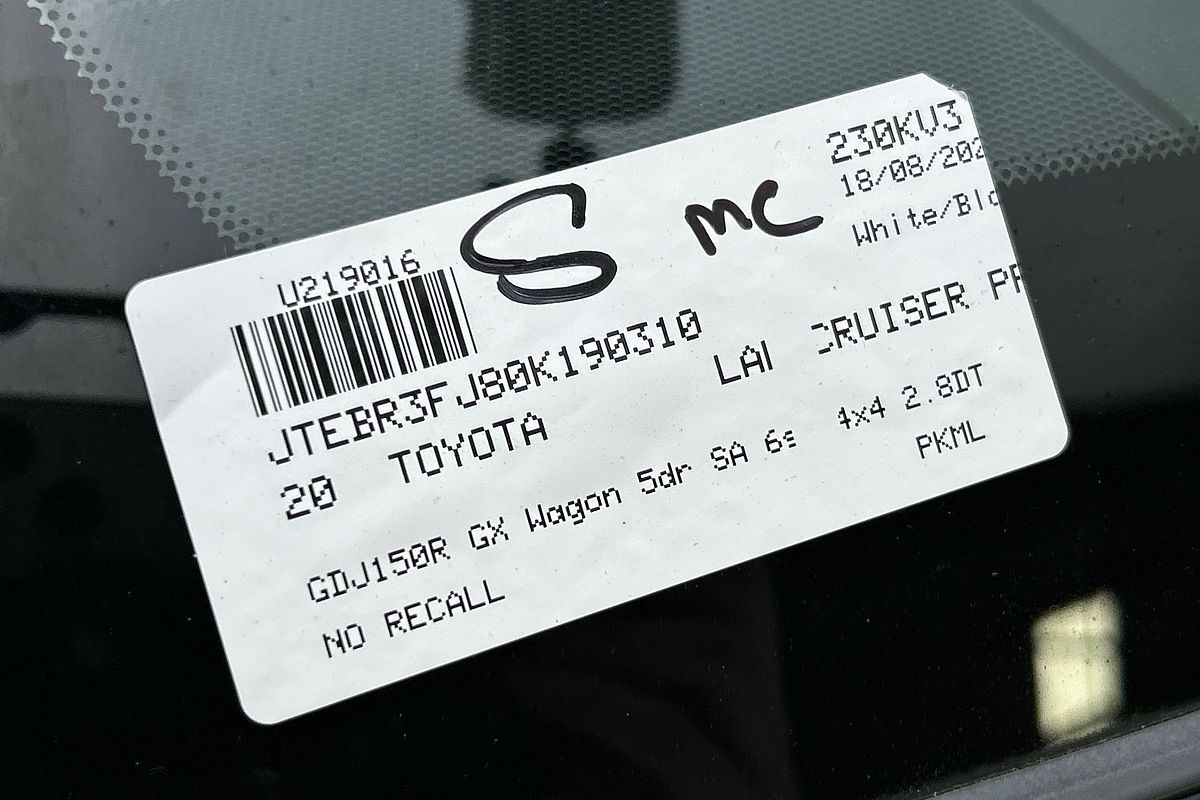 230KV3
18/08/202
White/Blc
S mc
U219016
JTEBR3FJ80K190310
20 TOYOTA LAI CRUISER PR
GDJ150R GX Wagon 5dr SA 6s 4x4 2.8DT
NO RECALL PKML